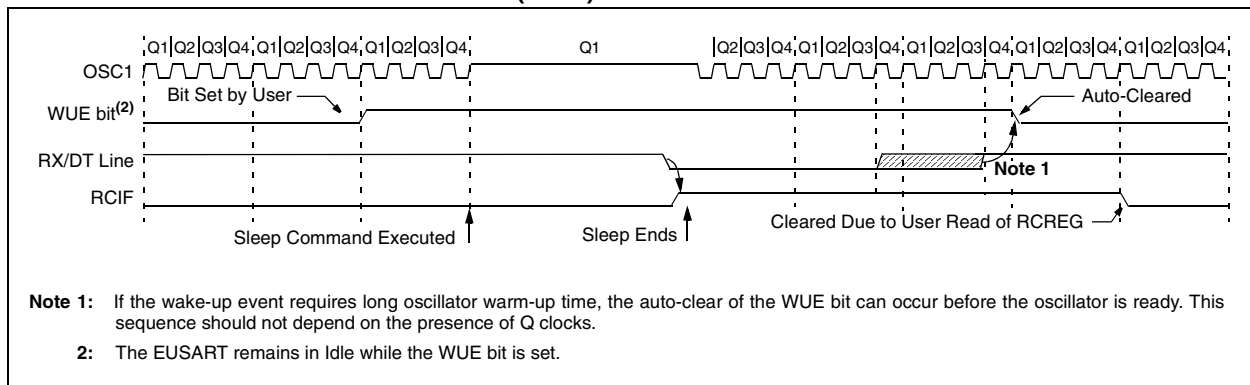 Q1|Q2|Q3|Q4|Q1|Q2|Q3|Q4|Q1|Q2|Q3|Q4 Q1 Q2|Q3|Q4|Q1|Q2|Q3|Q4|Q1|Q2|Q3|Q4|Q1|Q2|Q3|Q4|Q1|Q2|Q3|Q4
OSC1
Bit Set by User Auto-Cleared
WUE bit(2)
RX/DT Line
Note 1
RCIF
Cleared Due to User Read of RCREG
Sleep Command Executed Sleep Ends
Note 1: If the wake-up event requires long oscillator warm-up time, the auto-clear of the WUE bit can occur before the oscillator is ready. This
sequence should not depend on the presence of Q clocks.
2: The EUSART remains in Idle while the WUE bit is set.